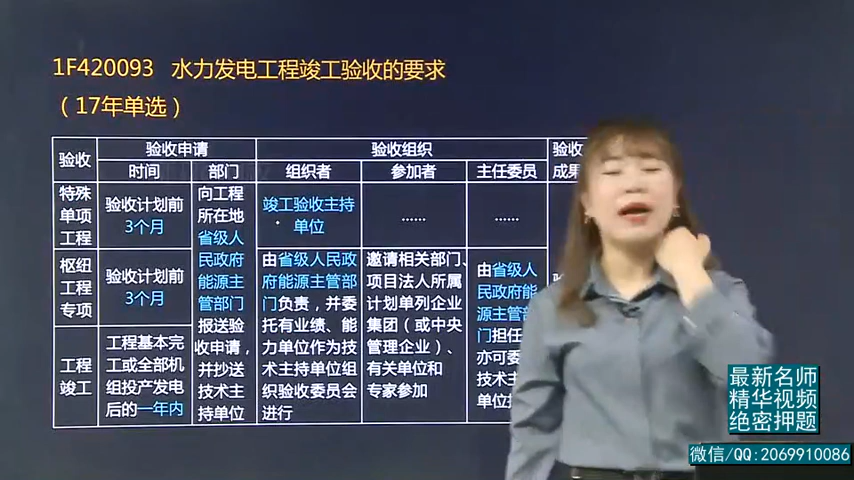 1F420093 水力发电工程竣工验收的要求
（17年单选）
验收
验收申请
验收组织
验收
成果
时间
部门
组织者
参加者
主任委员
特殊
单项
工程
验收计划前
3个月
向工程
所在地
省级人
民政府
能源主
管部门
报送验
收申请，
并抄送
技术主
持单位
竣工验收主持
单位
……
……
枢纽
工程
专项
验收计划前
3个月
由省级人民政
府能源主管部
门负责，并委
托有业绩、能
力单位作为技
术主持单位组
织验收委员会
进行
邀请相关部门、
项目法人所属
计划单列企业
集团（或中央
管理企业）、
有关单位和
专家参加
由省级人
民政府能
源主管部
门担任
亦可委
技术主
单位
工程
竣工
工程基本完
工或全部机
组投产发电
后的一年内
最新名师
精华视频
绝密押题
微信/QQ:2069910086